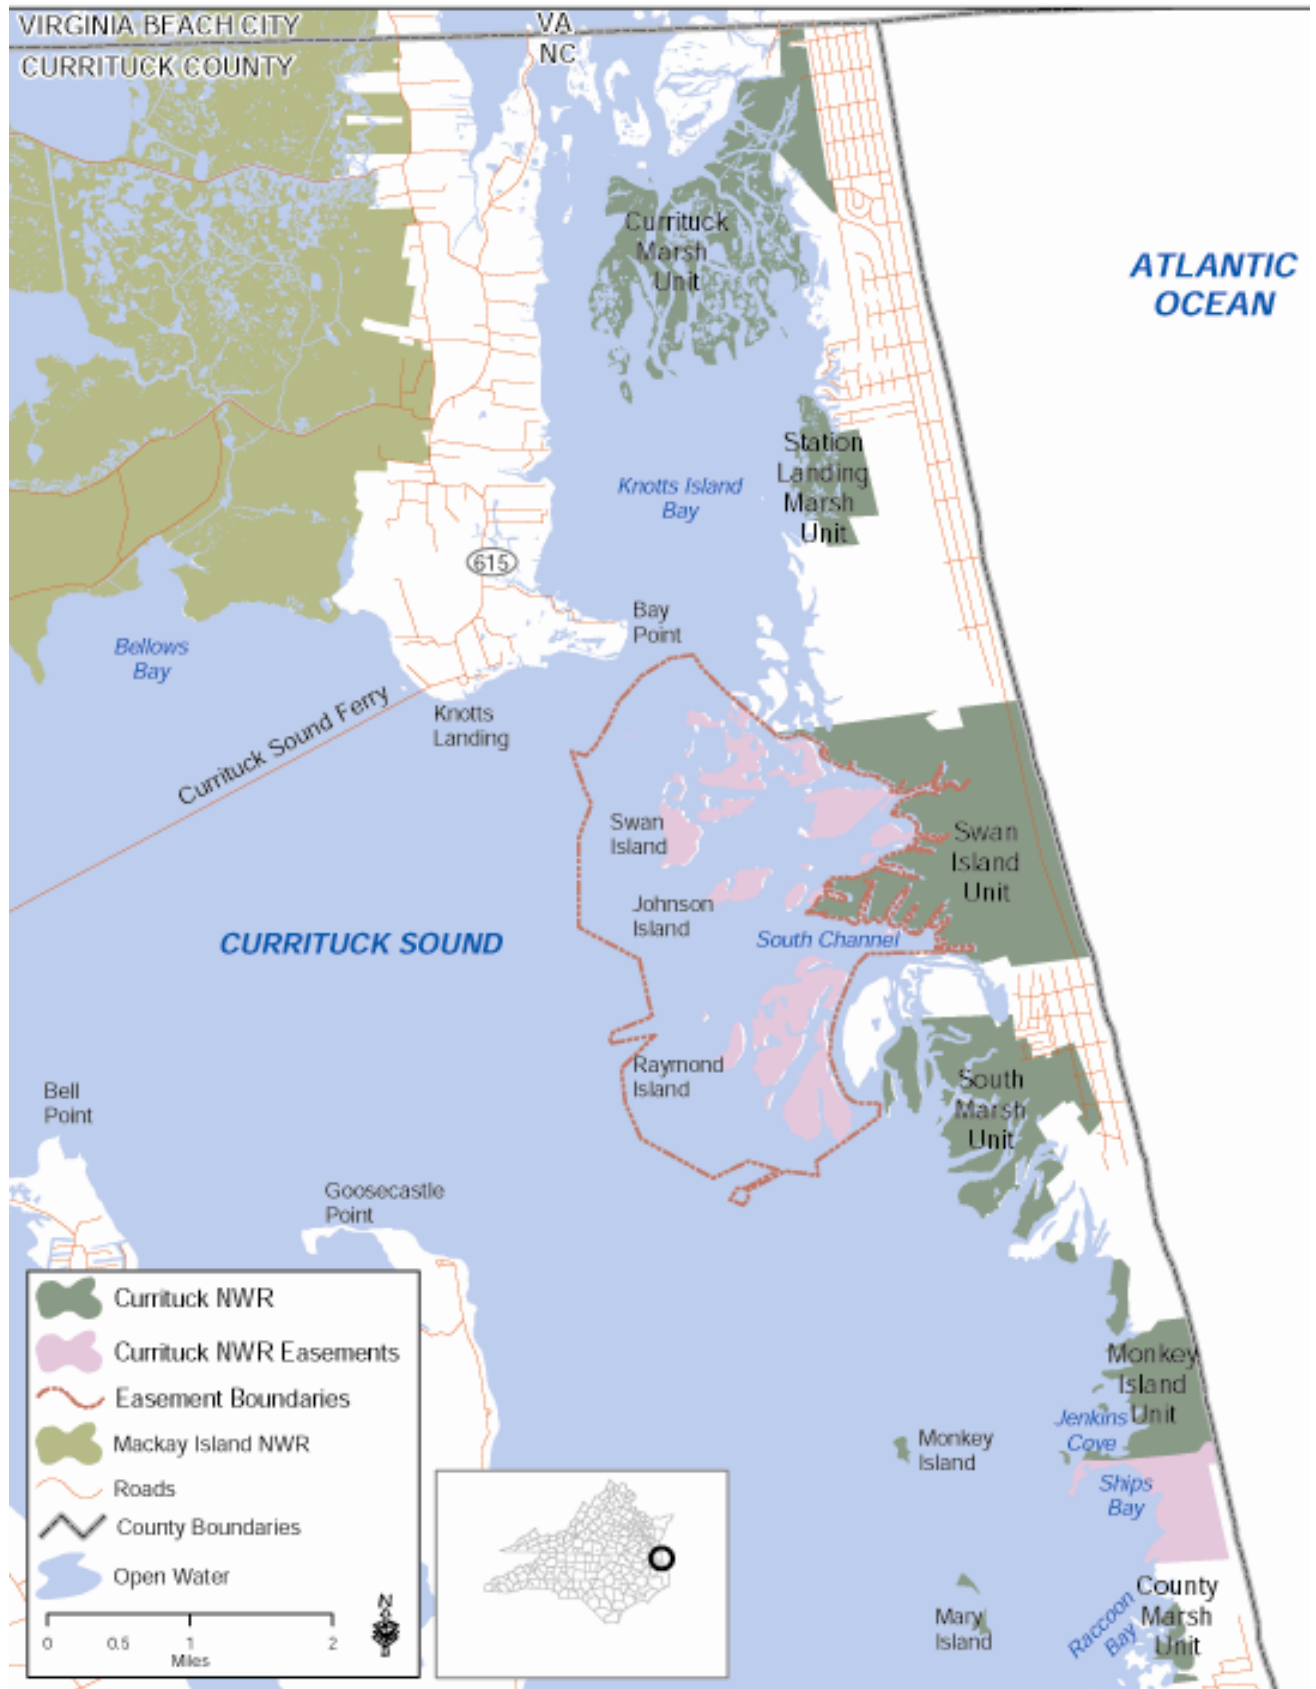 VIRGINIA BEACH CITY
VA
CURRITUCK COUNTY
NC
Currituck
Marsh
Unit
ATLANTIC
OCEAN
Station
Landing
Marsh
Unit
Knotts Island
Bay
615
Bay
Point
Bellows
Bay
Currituck Sound Ferry
Knotts
Landing
Swan
Island
Swan
Island
Unit
Johnson
Island
South Channel
CURRITUCK SOUND
Raymond
Island
South
Marsh
Unit
Bell
Point
Goosecastle
Point
Monkey
Island
Unit
Jenkins
Cove
Monkey
Island
Ships
Bay
County
Marsh
Unit
Raccoon
Bay
Mary
Island
Currituck NWR
Currituck NWR Easements
Easement Boundaries
Mackay Island NWR
Roads
County Boundaries
Open Water
N
0 0.5 1 2
Miles